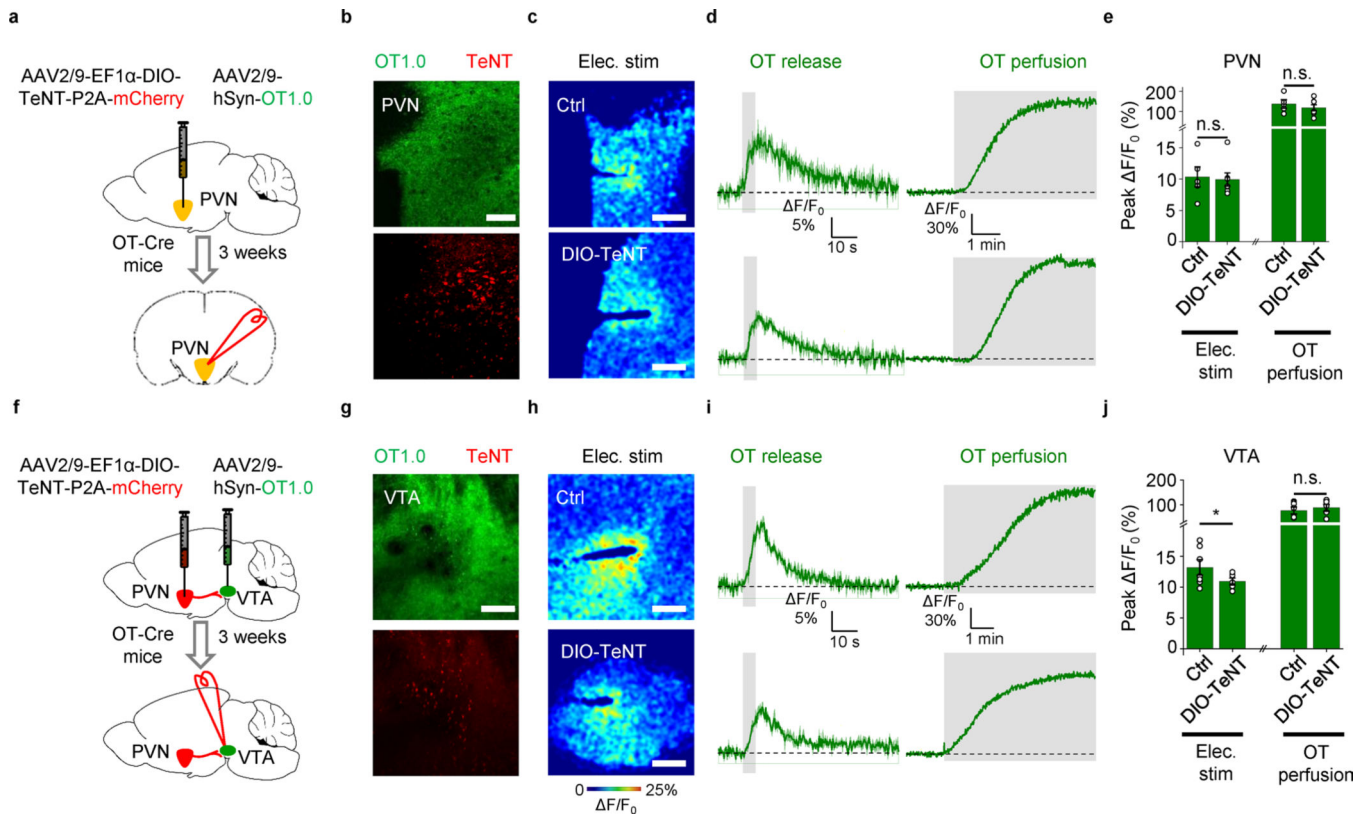 a
AAV2/9-EF1α-DIO-
TeNT-P2A-mCherry
AAV2/9-
hSyn-OT1.0
PVN
OT-Cre
mice
3 weeks
PVN
b
OT1.0 TeNT
PVN
c
Elec. stim
Ctrl
DIO-TeNT
d
OT release
OT perfusion
ΔF/F0
5%
10 s
ΔF/F0
30%
1 min
e
PVN
Peak ΔF/F0 (%)
200
100
15
10
5
0
n.s.
n.s.
Ctrl
DIO-TeNT
Ctrl
DIO-TeNT
Elec.
stim
OT
perfusion
f
AAV2/9-EF1α-DIO-
TeNT-P2A-mCherry
AAV2/9-
hSyn-OT1.0
PVN
VTA
OT-Cre
mice
3 weeks
PVN
VTA
g
OT1.0 TeNT
VTA
h
Elec. stim
Ctrl
DIO-TeNT
0 25%
ΔF/F0
i
OT release
OT perfusion
ΔF/F0
5%
10 s
ΔF/F0
30%
1 min
j
VTA
Peak ΔF/F0 (%)
200
100
15
10
5
0
*
n.s.
Ctrl
DIO-TeNT
Ctrl
DIO-TeNT
Elec.
stim
OT
perfusion